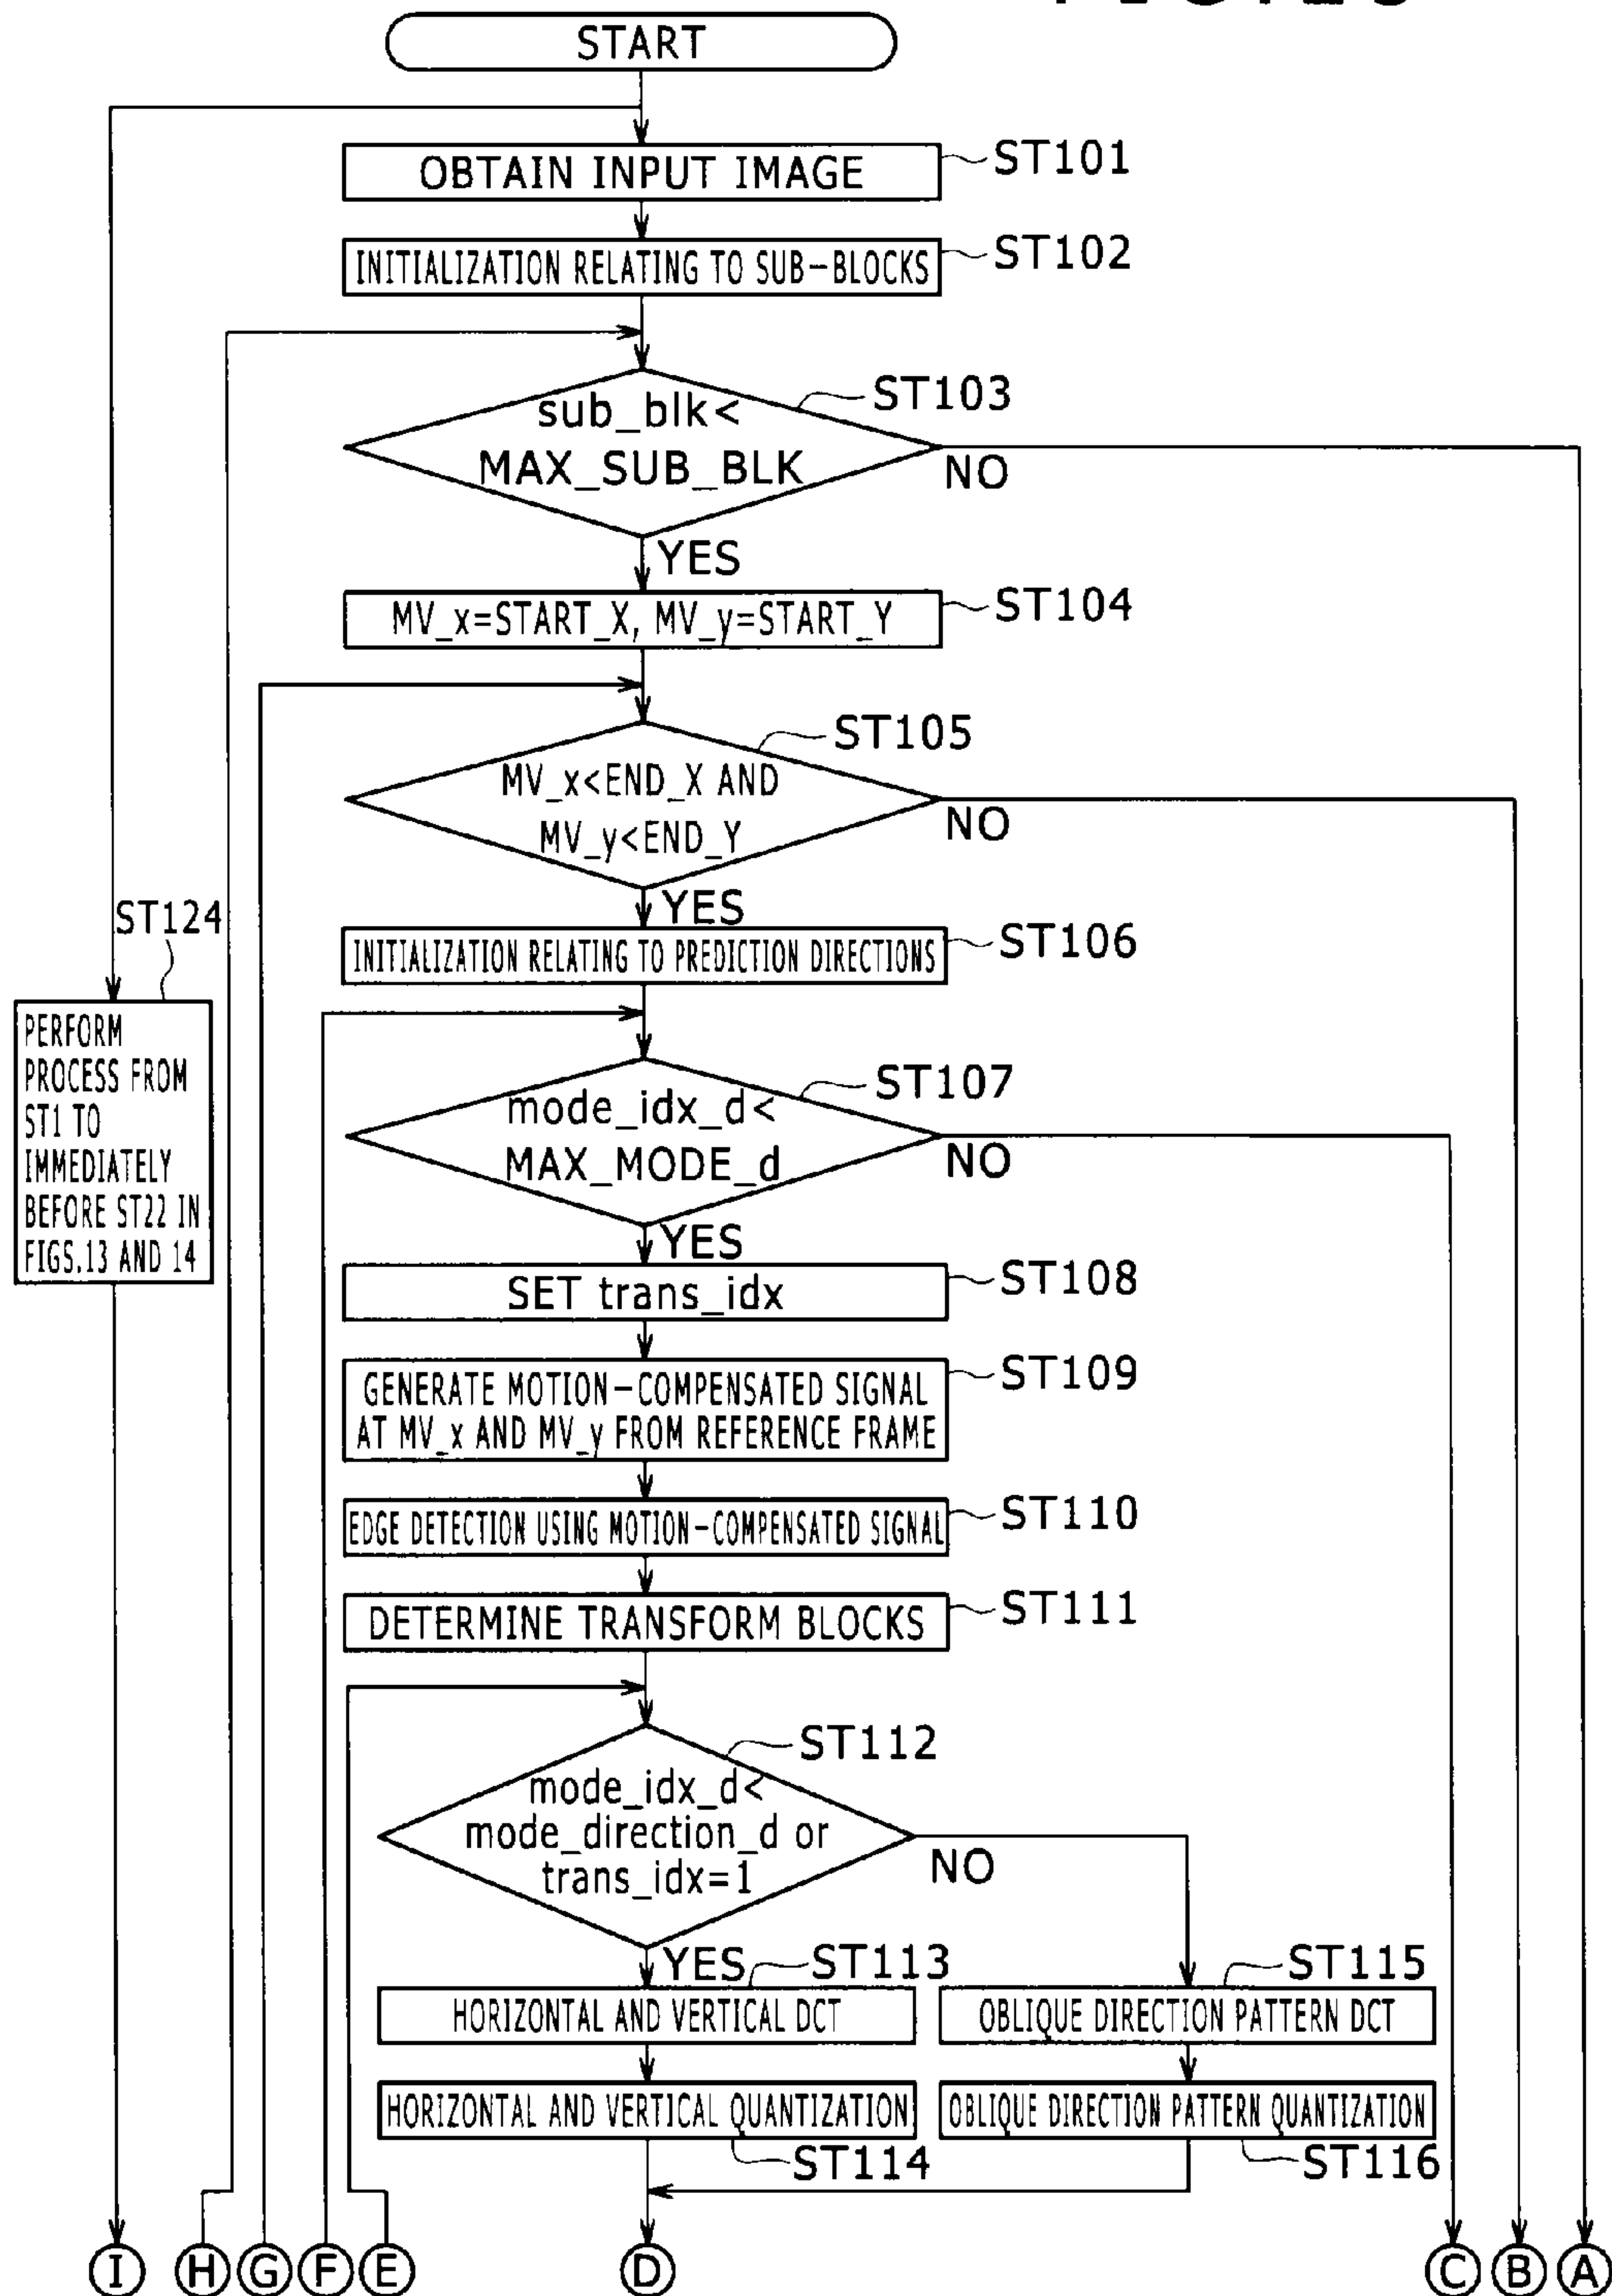 START
OBTAIN INPUT IMAGE
ST101
INITIALIZATION RELATING TO SUB-BLOCKS
ST102
sub_blk<
MAX_SUB_BLK
ST103
NO
YES
MV_x=START_X, MV_y=START_Y
ST104
MV_x<END_X AND
MV_y<END_Y
ST105
NO
YES
INITIALIZATION RELATING TO PREDICTION DIRECTIONS
ST106
ST124
PERFORM
PROCESS FROM
ST1 TO
IMMEDIATELY
BEFORE ST22 IN
FIGS.13 AND 14
mode_idx_d<
MAX_MODE_d
ST107
NO
YES
SET trans_idx
ST108
GENERATE MOTION-COMPENSATED SIGNAL
AT MV_x AND MV_y FROM REFERENCE FRAME
ST109
EDGE DETECTION USING MOTION-COMPENSATED SIGNAL
ST110
DETERMINE TRANSFORM BLOCKS
ST111
mode_idx_d<
mode_direction_d or
trans_idx=1
ST112
NO
YES
ST113
HORIZONTAL AND VERTICAL DCT
ST115
OBLIQUE DIRECTION PATTERN DCT
HORIZONTAL AND VERTICAL QUANTIZATION
ST114
OBLIQUE DIRECTION PATTERN QUANTIZATION
ST116
I H G F E D C B A